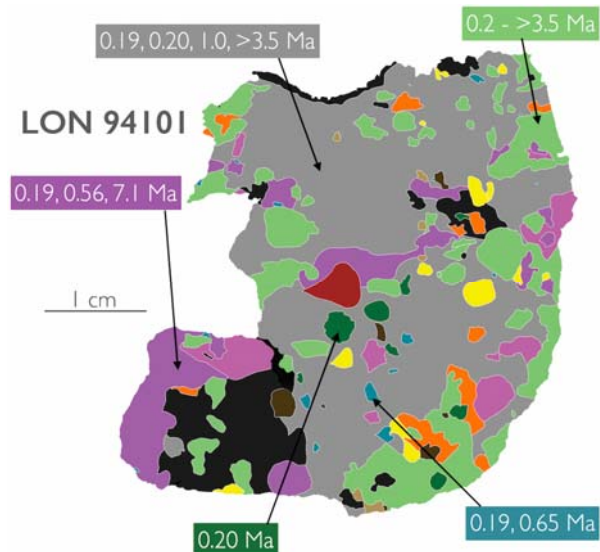 0.19, 0.20, 1.0, >3.5 Ma
0.2 - >3.5 Ma
LON 94101
0.19, 0.56, 7.1 Ma
1 cm
0.20 Ma
0.19, 0.65 Ma